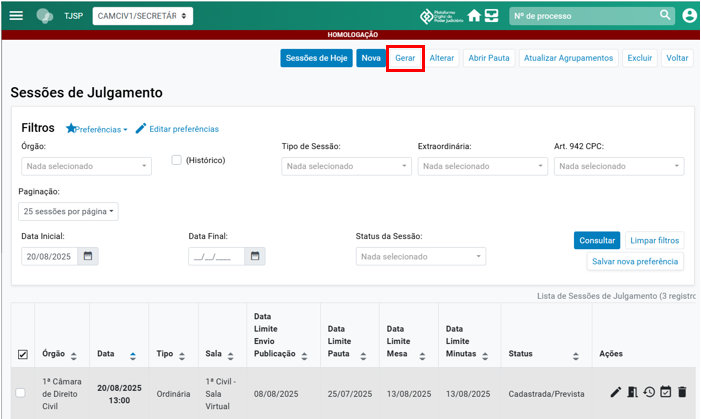 TJSP CAMCIV1/SECRETÁR Plataforma Digital do Poder Judiciário Nº de processo
HOMOLOGAÇÃO
Sessões de Hoje Nova Gerar Alterar Abrir Pauta Atualizar Agrupamentos Excluir Voltar
Sessões de Julgamento
Filtros Preferências Editar preferências
Órgão: Tipo de Sessão: Extraordinária: Art. 942 CPC:
Nada selecionado (Histórico) Nada selecionado Nada selecionado Nada selecionado
Paginação:
25 sessões por página
Data Inicial: Data Final: Status da Sessão:
20/08/2025 __/__/____ Nada selecionado Consultar Limpar filtros
Salvar nova preferência
Lista de Sessões de Julgamento (3 registro
Órgão Data Tipo Sala Data Limite Envio Publicação Data Limite Pauta Data Limite Mesa Data Limite Minutas Status Ações
1ª Câmara de Direito Civil 20/08/2025 13:00 Ordinária 1ª Civil - Sala Virtual 08/08/2025 25/07/2025 13/08/2025 13/08/2025 Cadastrada/Prevista